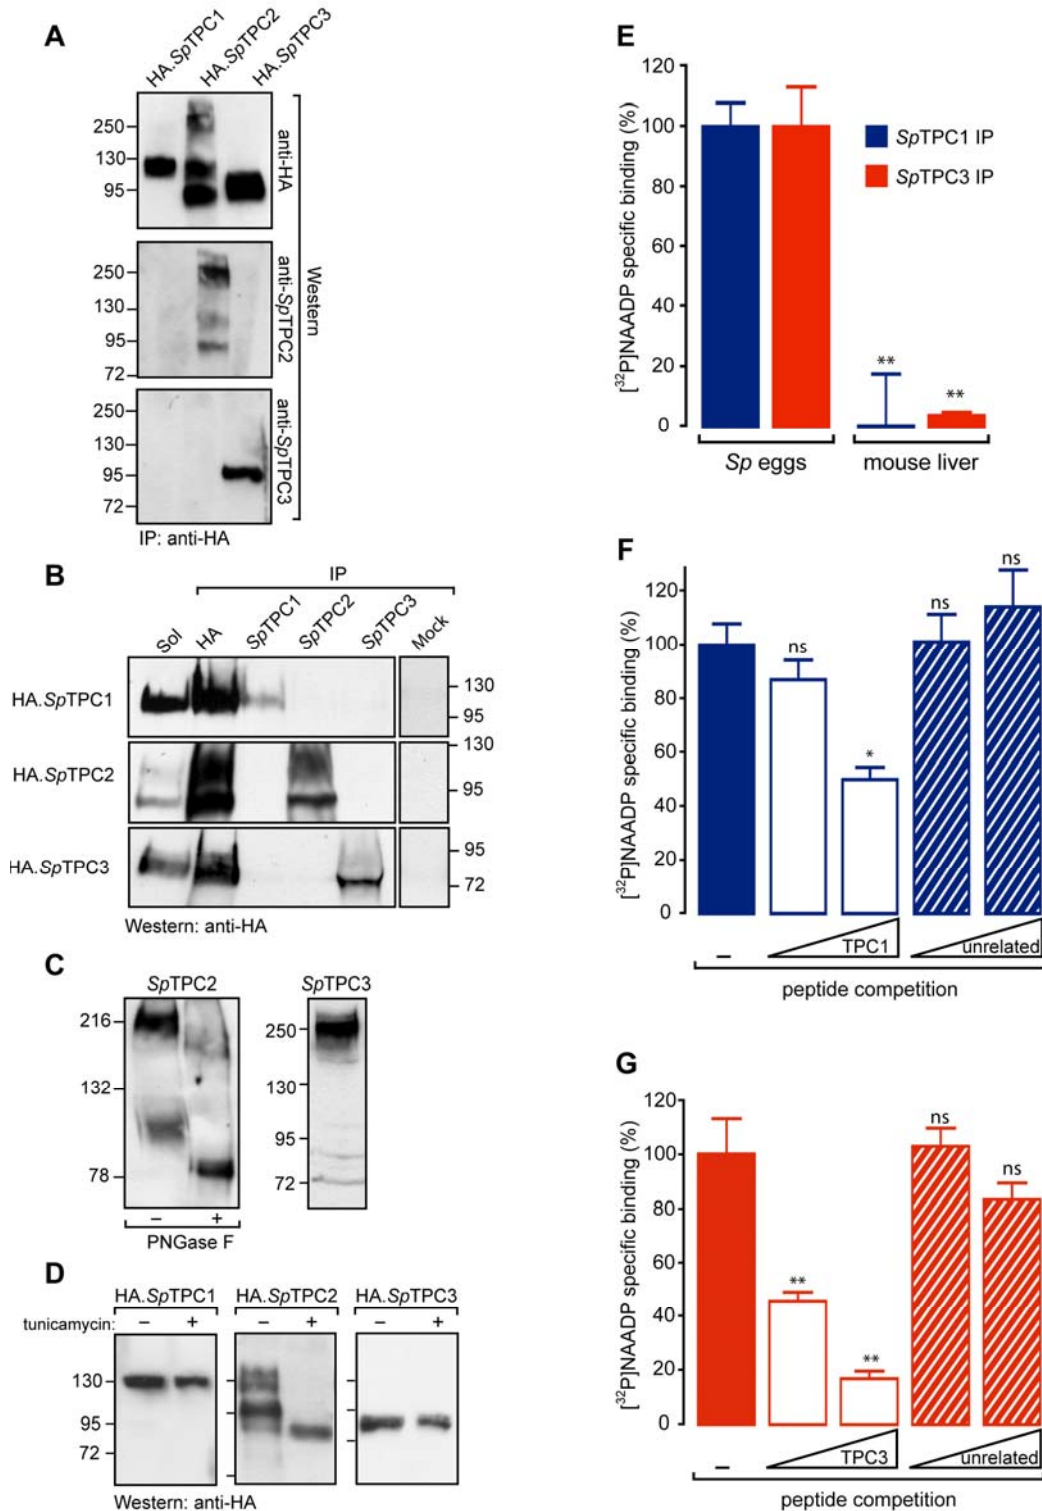 A
HA.SpTPC1
HA.SpTPC2
HA.SpTPC3
250
130
95
anti-HA
250
130
95
72
anti-SpTPC2
250
130
95
72
anti-SpTPC3
Western
IP: anti-HA
B
IP
Sol
HA
SpTPC1
SpTPC2
SpTPC3
Mock
HA.SpTPC1
130
95
HA.SpTPC2
130
95
HA.SpTPC3
95
72
Western: anti-HA
C
SpTPC2
216
132
78
– +
PNGase F
SpTPC3
250
130
95
72
D
HA.SpTPC1 HA.SpTPC2 HA.SpTPC3
tunicamycin: – + – + – +
130
95
72
Western: anti-HA
E
[³²P]NAADP specific binding (%)
120
100
80
60
40
20
0
SpTPC1 IP
SpTPC3 IP
**
**
Sp eggs
mouse liver
F
[³²P]NAADP specific binding (%)
120
100
80
60
40
20
0
ns
*
ns
ns
–
TPC1
unrelated
peptide competition
G
[³²P]NAADP specific binding (%)
120
100
80
60
40
20
0
**
**
ns
ns
–
TPC3
unrelated
peptide competition